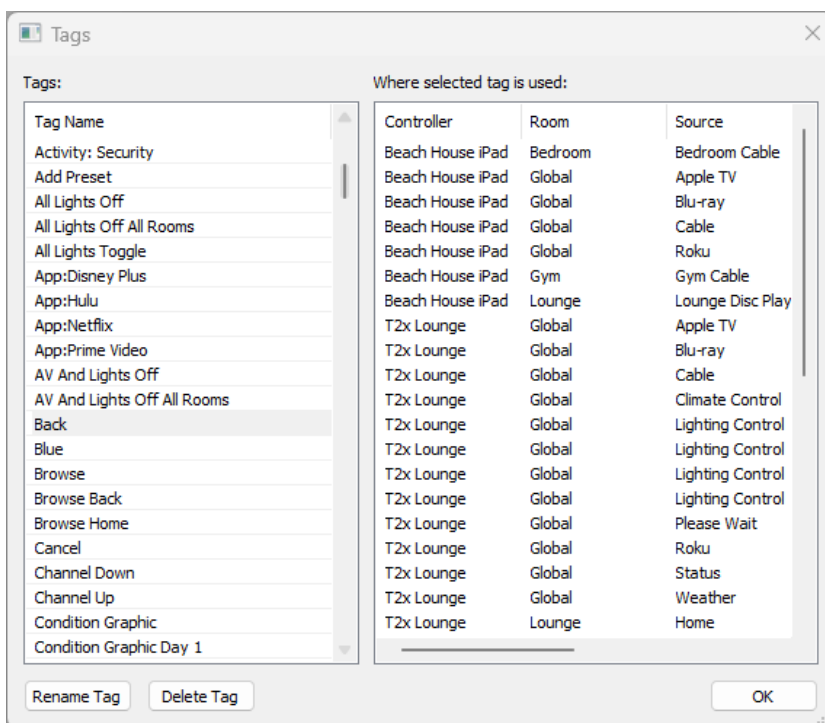 Tags
Tags:
Tag Name
Activity: Security
Add Preset
All Lights Off
All Lights Off All Rooms
All Lights Toggle
App:Disney Plus
App:Hulu
App:Netflix
App:Prime Video
AV And Lights Off
AV And Lights Off All Rooms
Back
Blue
Browse
Browse Back
Browse Home
Cancel
Channel Down
Channel Up
Condition Graphic
Condition Graphic Day 1
Where selected tag is used:
Controller Room Source
Beach House iPad Bedroom Bedroom Cable
Beach House iPad Global Apple TV
Beach House iPad Global Blu-ray
Beach House iPad Global Cable
Beach House iPad Global Roku
Beach House iPad Gym Gym Cable
Beach House iPad Lounge Lounge Disc Play
T2x Lounge Global Apple TV
T2x Lounge Global Blu-ray
T2x Lounge Global Cable
T2x Lounge Global Climate Control
T2x Lounge Global Lighting Control
T2x Lounge Global Lighting Control
T2x Lounge Global Lighting Control
T2x Lounge Global Lighting Control
T2x Lounge Global Please Wait
T2x Lounge Global Roku
T2x Lounge Global Status
T2x Lounge Global Weather
T2x Lounge Lounge Home
Rename Tag Delete Tag OK